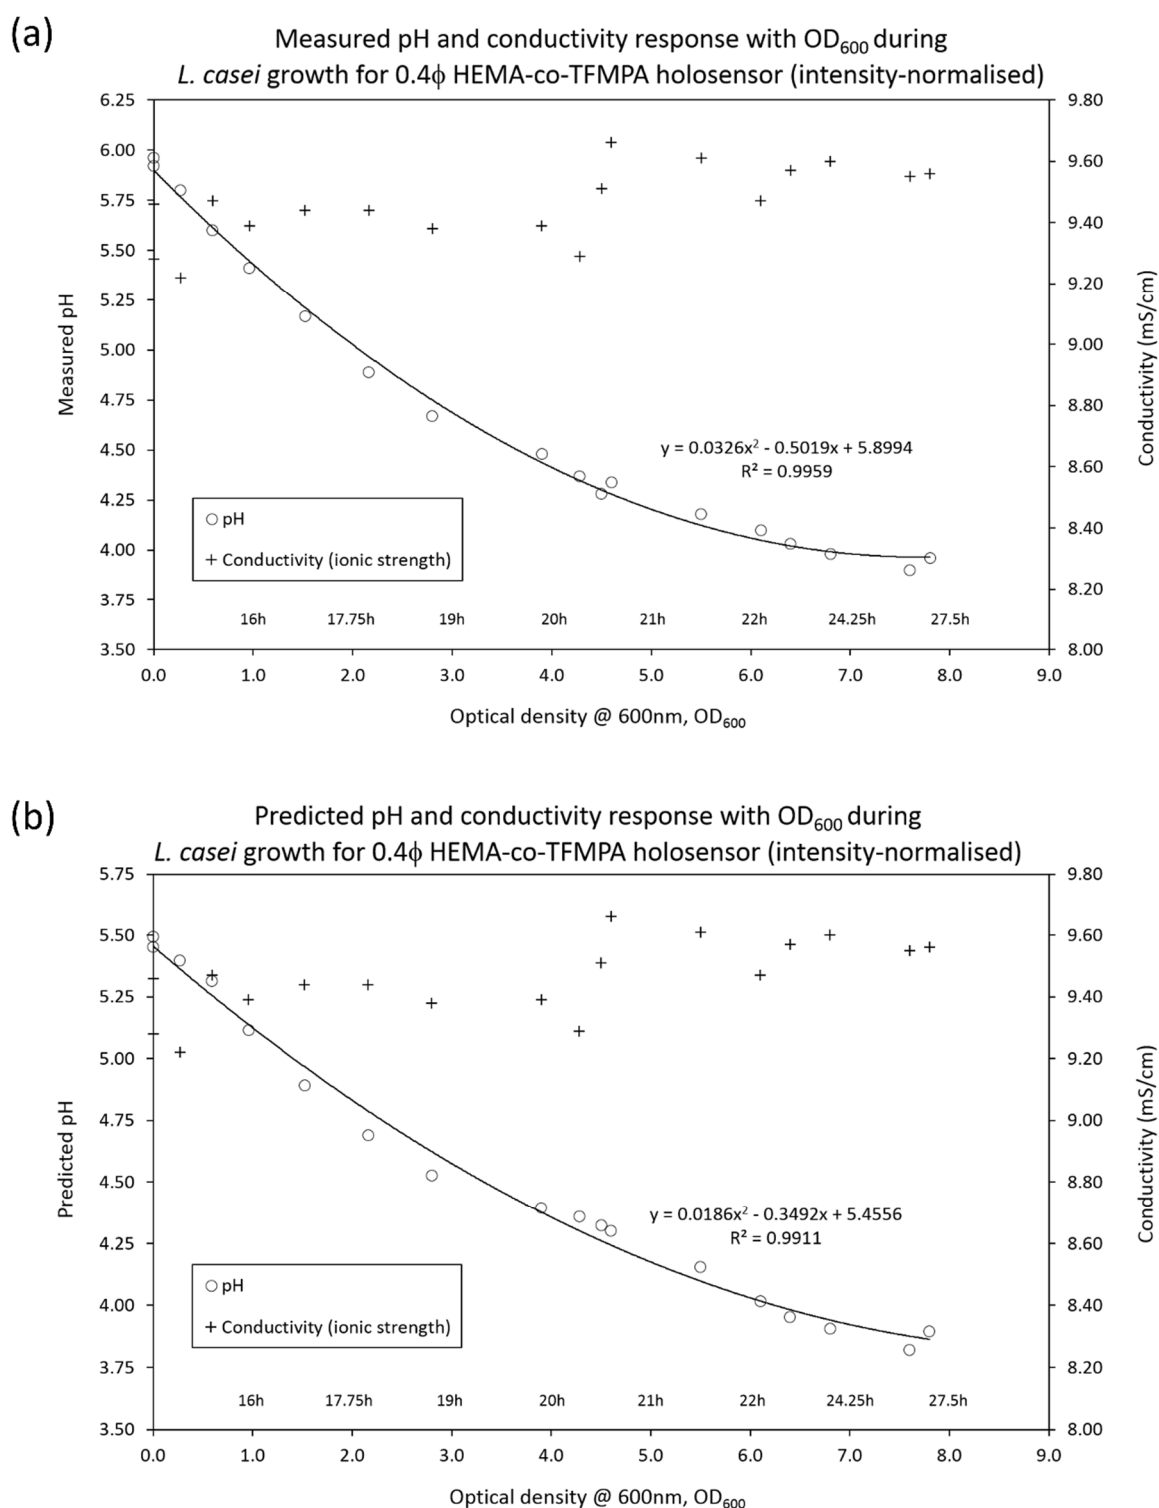 (a)
Measured pH and conductivity response with OD600 during
L. casei growth for 0.4ϕ HEMA-co-TFMPA holosensor (intensity-normalised)
6.25
6.00
5.75
5.50
5.25
5.00
4.75
4.50
4.25
4.00
3.75
3.50
Measured pH
9.80
9.60
9.40
9.20
9.00
8.80
8.60
8.40
8.20
8.00
Conductivity (mS/cm)
y = 0.0326x² - 0.5019x + 5.8994
R² = 0.9959
pH
Conductivity (ionic strength)
16h 17.75h 19h 20h 21h 22h 24.25h 27.5h
0.0 1.0 2.0 3.0 4.0 5.0 6.0 7.0 8.0 9.0
Optical density @ 600nm, OD600
(b)
Predicted pH and conductivity response with OD600 during
L. casei growth for 0.4ϕ HEMA-co-TFMPA holosensor (intensity-normalised)
5.75
5.50
5.25
5.00
4.75
4.50
4.25
4.00
3.75
3.50
Predicted pH
9.80
9.60
9.40
9.20
9.00
8.80
8.60
8.40
8.20
8.00
Conductivity (mS/cm)
y = 0.0186x² - 0.3492x + 5.4556
R² = 0.9911
pH
Conductivity (ionic strength)
16h 17.75h 19h 20h 21h 22h 24.25h 27.5h
0.0 1.0 2.0 3.0 4.0 5.0 6.0 7.0 8.0 9.0
Optical density @ 600nm, OD600